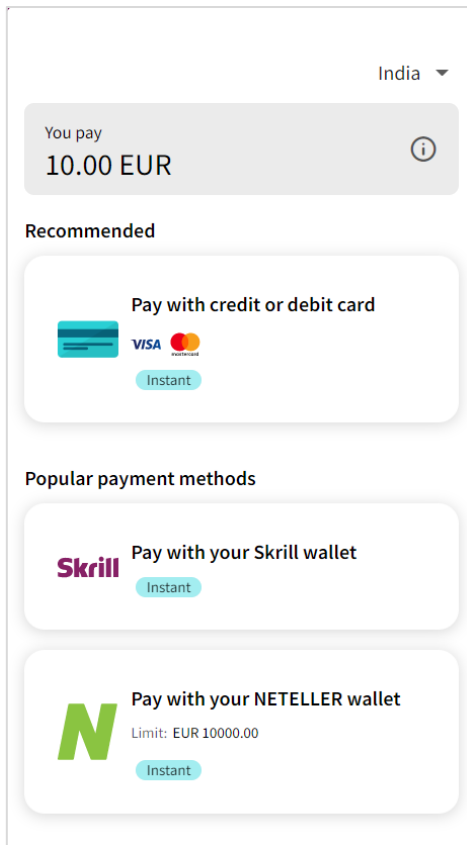 India
You pay
10.00 EUR
Recommended
Pay with credit or debit card
VISA mastercard
Instant
Popular payment methods
Skrill
Pay with your Skrill wallet
Instant
N
Pay with your NETELLER wallet
Limit: EUR 10000.00
Instant